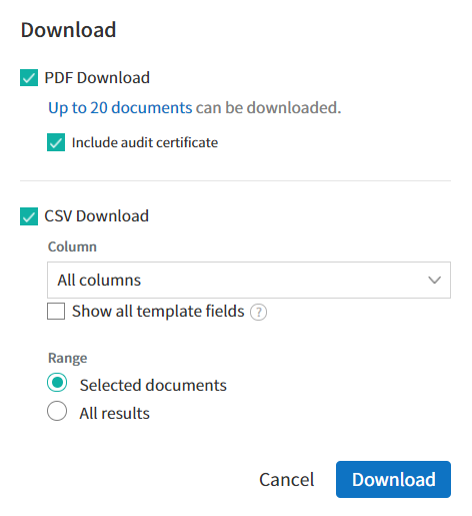 Download
PDF Download
Up to 20 documents can be downloaded.
Include audit certificate
CSV Download
Column
All columns
Show all template fields ?
Range
Selected documents
All results
Cancel Download